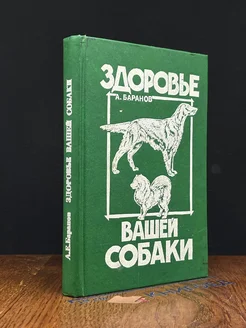 ЗДОРОВЬЕ
А. БАРАНОВ
ВАШЕЙ
СОБАКИ
А.Е.Баранов ЗДОРОВЬЕ ВАШЕЙ СОБАКИ